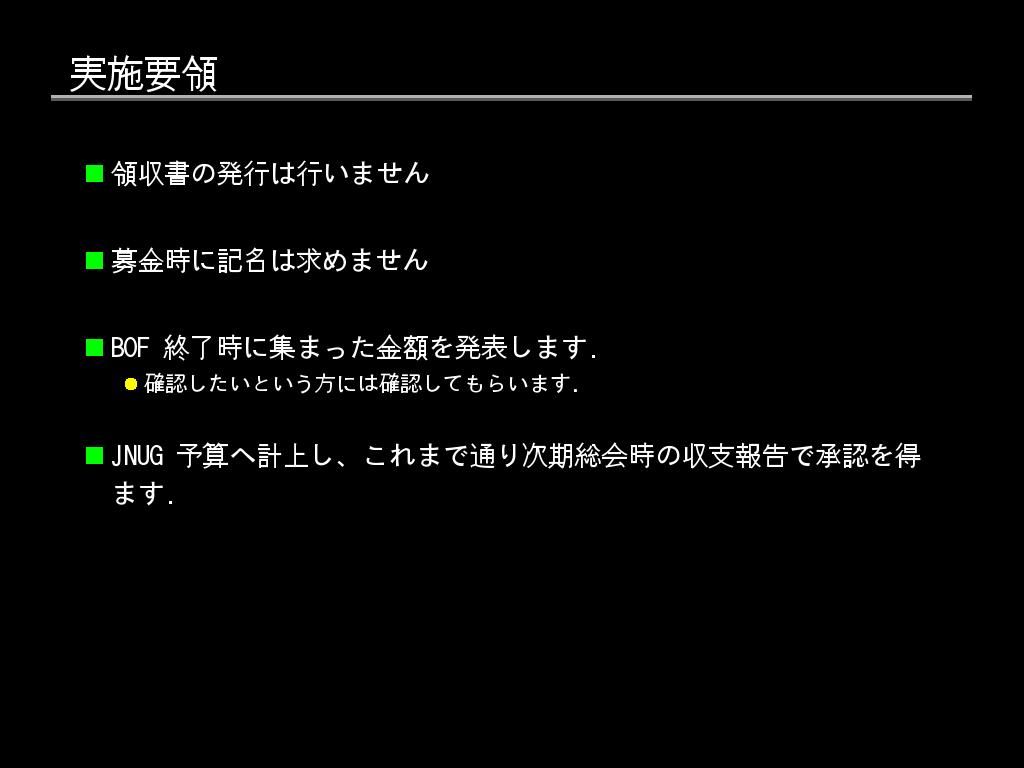 実施要領
領収書の発行は行いません
募金時に記名は求めません
BOF 終了時に集まった金額を発表します.
確認したいという方には確認してもらいます.
JNUG 予算へ計上し、これまで通り次期総会時の収支報告で承認を得
ます.